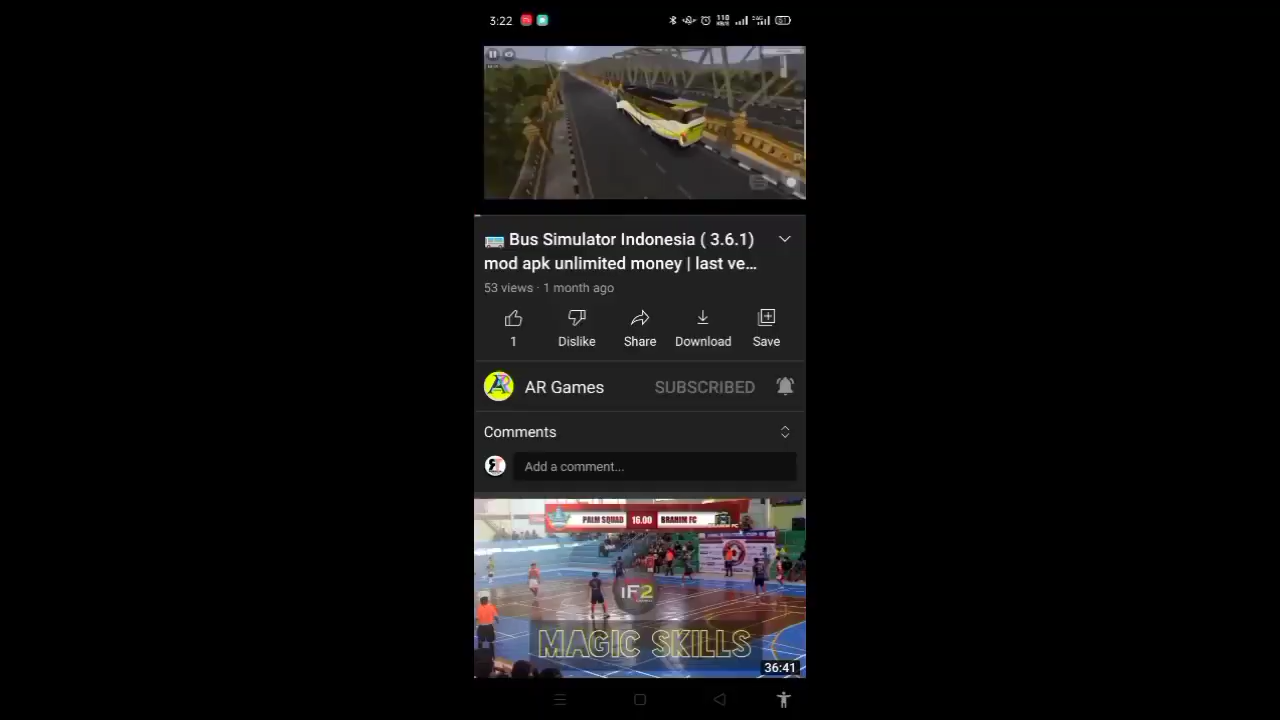 3:22
Bus Simulator Indonesia ( 3.6.1)
mod apk unlimited money | last ve...
53 views · 1 month ago
1
Dislike
Share
Download
Save
AR Games
SUBSCRIBED
Comments
Add a comment...
PALM SQUAD 16.00 BRAHIM FC
iF2
MAGIC SKILLS
36:41